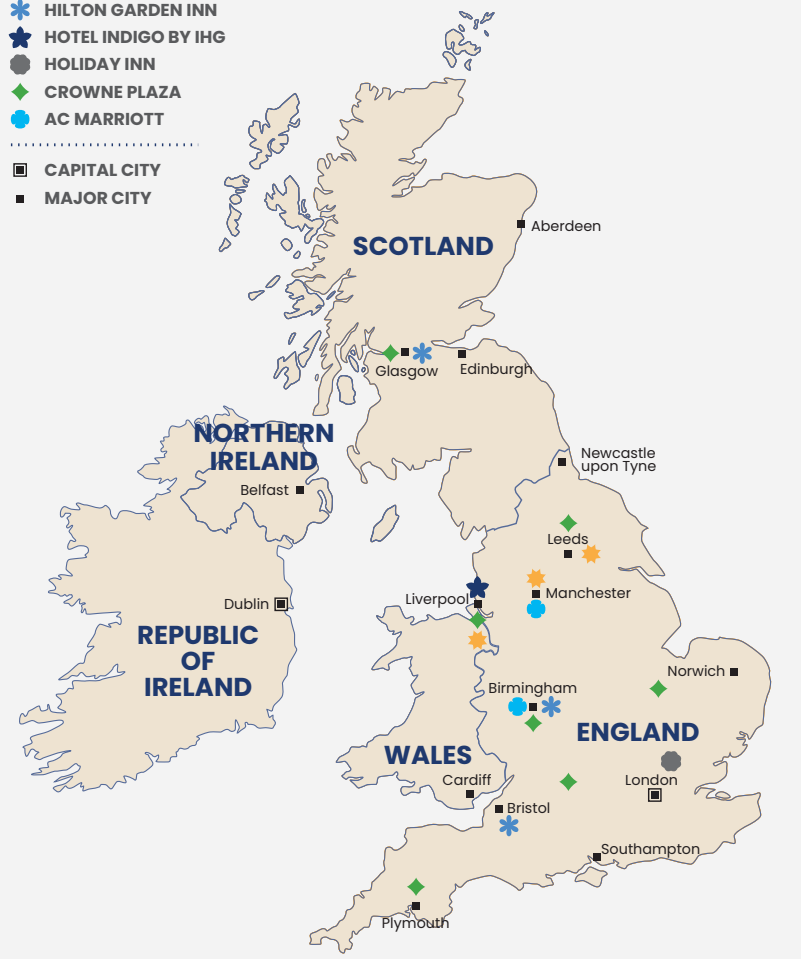 HILTON GARDEN INN
HOTEL INDIGO BY IHG
HOLIDAY INN
CROWNE PLAZA
AC MARRIOTT
CAPITAL CITY
MAJOR CITY
Aberdeen
SCOTLAND
Glasgow
Edinburgh
NORTHERN
IRELAND
Newcastle
upon Tyne
Belfast
Leeds
Manchester
Liverpool
Dublin
REPUBLIC
OF
IRELAND
Norwich
Birmingham
ENGLAND
WALES
Cardiff
London
Bristol
Southampton
Plymouth